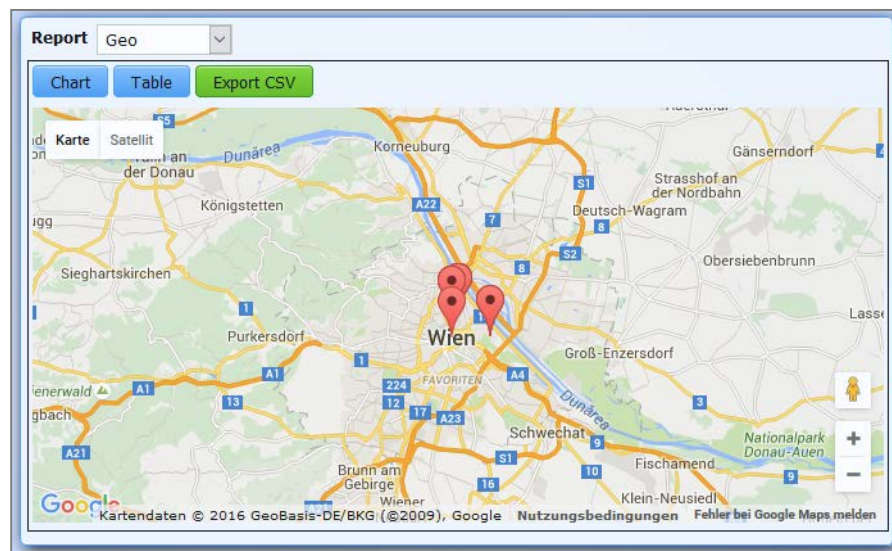 Report Geo
Chart Table Export CSV
Karte Satellit
S5
Korneuburg
Gänserndorf
Dunărea
an der Donau
S1
Strasshof an der Nordbahn
Königstetten
A22
7
Deutsch-Wagram
8
S2
Sieghartskirchen
8
Obersiebenbrunn
1
Purkersdorf
Wien
Lasse
1
Groß-Enzersdorf
A1
A1
224
FAVORITEN
A4
13
12
17
A23
Dunărea
3
Schwechat
A21
S1
9
Nationalpark Donau-Auen
Brunn am Gebirge
10
Fischamend
9
16
Wiener
Klein-Neusiedl
Google
Kartendaten © 2016 GeoBasis-DE/BKG (©2009), Google Nutzungsbedingungen Fehler bei Google Maps melden